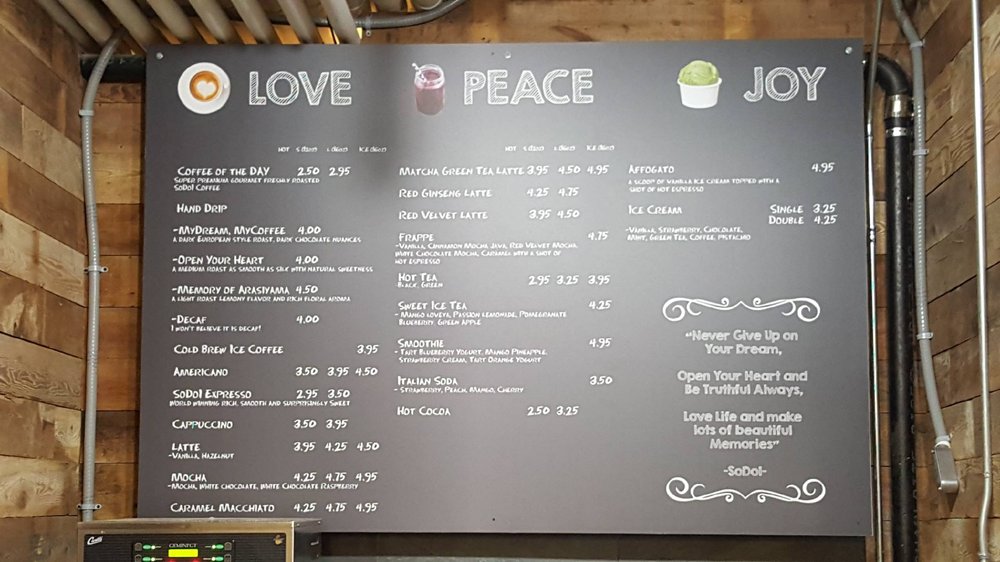 LOVE
HOT
Coffee of the Day 2.50 2.95
Super premium gourmet freshly roasted
SoDoI Coffee
Hand Drip
-MyDream, MyCoffee 4.00
A dark European style roast, dark chocolate nuances
-Open Your Heart 4.00
A medium roast as smooth as silk with natural sweetness
-Memory of Arasiyama 4.50
A light roast lemony flavor and rich floral aroma
-Decaf 4.00
I won't believe it is decaf!
Cold Brew Ice Coffee 3.95
Americano 3.50 3.95 4.50
SoDoI Espresso 2.95 3.50
World winning rich, smooth and surprisingly sweet
Cappuccino 3.50 3.95
Latte 3.95 4.25 4.50
-Vanilla, Hazelnut
Mocha 4.25 4.75 4.95
-Mocha, White chocolate, White Chocolate Raspberry
Caramel Macchiato 4.25 4.75 4.95
PEACE
HOT
Matcha Green Tea Latte 3.95 4.50 4.95
Red Ginseng Latte 4.25 4.75
Red Velvet Latte 3.95 4.50
Frappe 4.75
-Vanilla, Cinnamon Mocha Java, Red Velvet Mocha,
White Chocolate Mocha, Caramel with a shot of
hot espresso
Hot Tea 2.95 3.25 3.95
-Black, Green
Sweet Ice Tea 4.25
- Mango loveya, Passion lemonade, Pomegranate
Blueberry, Green Apple
Smoothie 4.95
- Tart Blueberry Yogurt, Mango Pineapple,
Strawberry Cream, Tart Orange Yogurt
Italian Soda 3.50
- Strawberry, Peach, Mango, Cherry
Hot Cocoa 2.50 3.25
JOY
Affogato 4.95
A scoop of vanilla ice cream topped with a
shot of hot espresso
Ice Cream Single 3.25
Double 4.25
-Vanilla, Strawberry, Chocolate,
Mint, Green Tea, Coffee, Pistachio
"Never Give Up on
Your Dream,
Open Your Heart and
Be Truthful Always,
Love Life and make
lots of beautiful
Memories"
-SoDoI-
Curtis
GEMINI CT